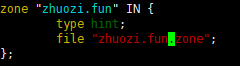 zone "zhuozi.fun" IN {
        type hint;
        file "zhuozi.fun.zone";
};